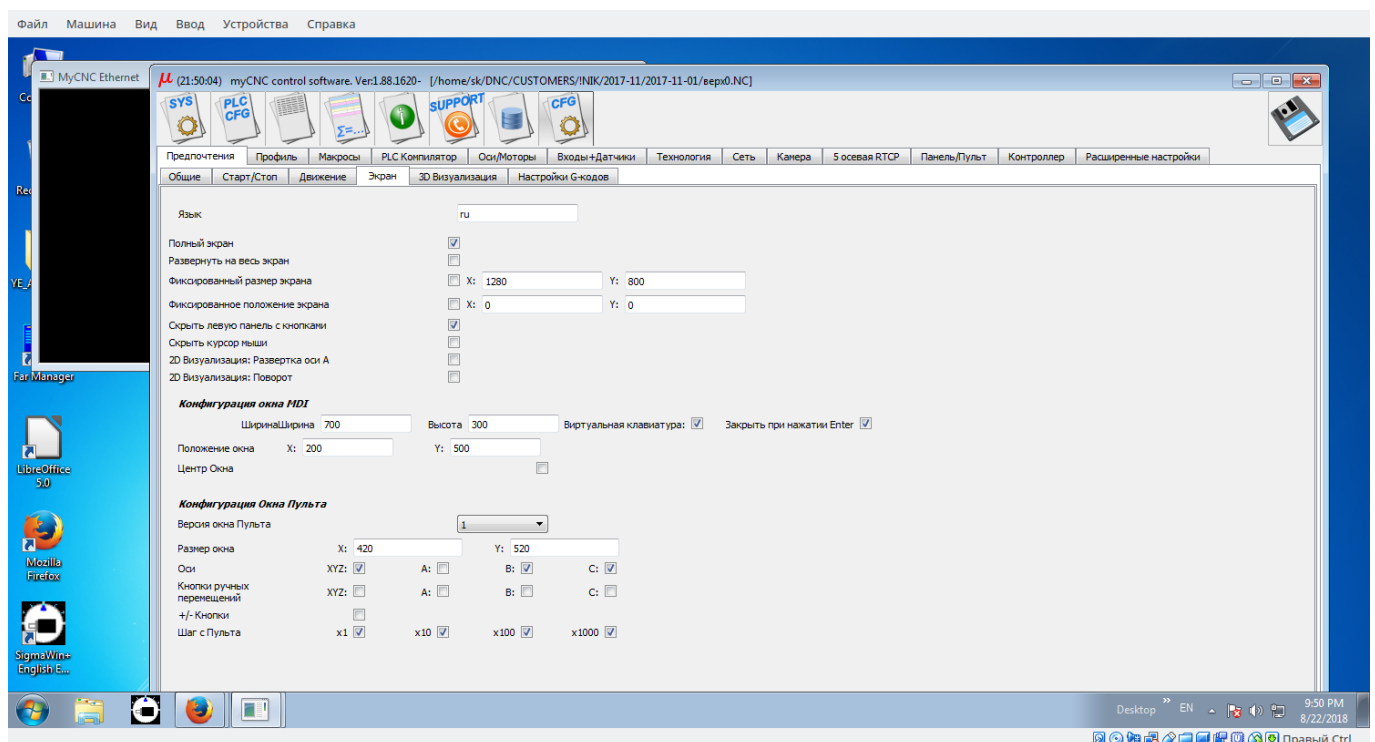 Файл Машина Вид Ввод Устройства Справка
MyCNC Ethernet
(21:50:04) myCNC control software. Ver:1.88.1620- [/home/sk/DNC/CUSTOMERS/!NIK/2017-11/2017-11-01/верх0.NC]
SYS PLC CFG Σ=... SUPPORT CFG
Предпочтения Профиль Макросы PLC Компилятор Оси/Моторы Входы+Датчики Технология Сеть Камера 5 осевая RTCP Панель/Пульт Контроллер Расширенные настройки
Общие Старт/Стоп Движение Экран 3D Визуализация Настройки G-кодов
Язык ru
Полный экран
Развернуть на весь экран
Фиксированный размер экрана X: 1280 Y: 800
Фиксированное положение экрана X: 0 Y: 0
Скрыть левую панель с кнопками
Скрыть курсор мыши
2D Визуализация: Развертка оси А
2D Визуализация: Поворот
Конфигурация окна MDI
ШиринаШирина 700 Высота 300 Виртуальная клавиатура: Закрыть при нажатии Enter
Положение окна X: 200 Y: 500
Центр Окна
Конфигурация Окна Пульта
Версия окна Пульта 1
Размер окна X: 420 Y: 520
Оси XYZ: A: B: C:
Кнопки ручных
перемещений XYZ: A: B: C:
+/- Кнопки
Шаг с Пульта x1 x10 x100 x1000
Far Manager
LibreOffice
5.0
Mozilla
Firefox
SigmaWin+
English E...
Desktop » EN 9:50 PM
8/22/2018
Правый Ctrl